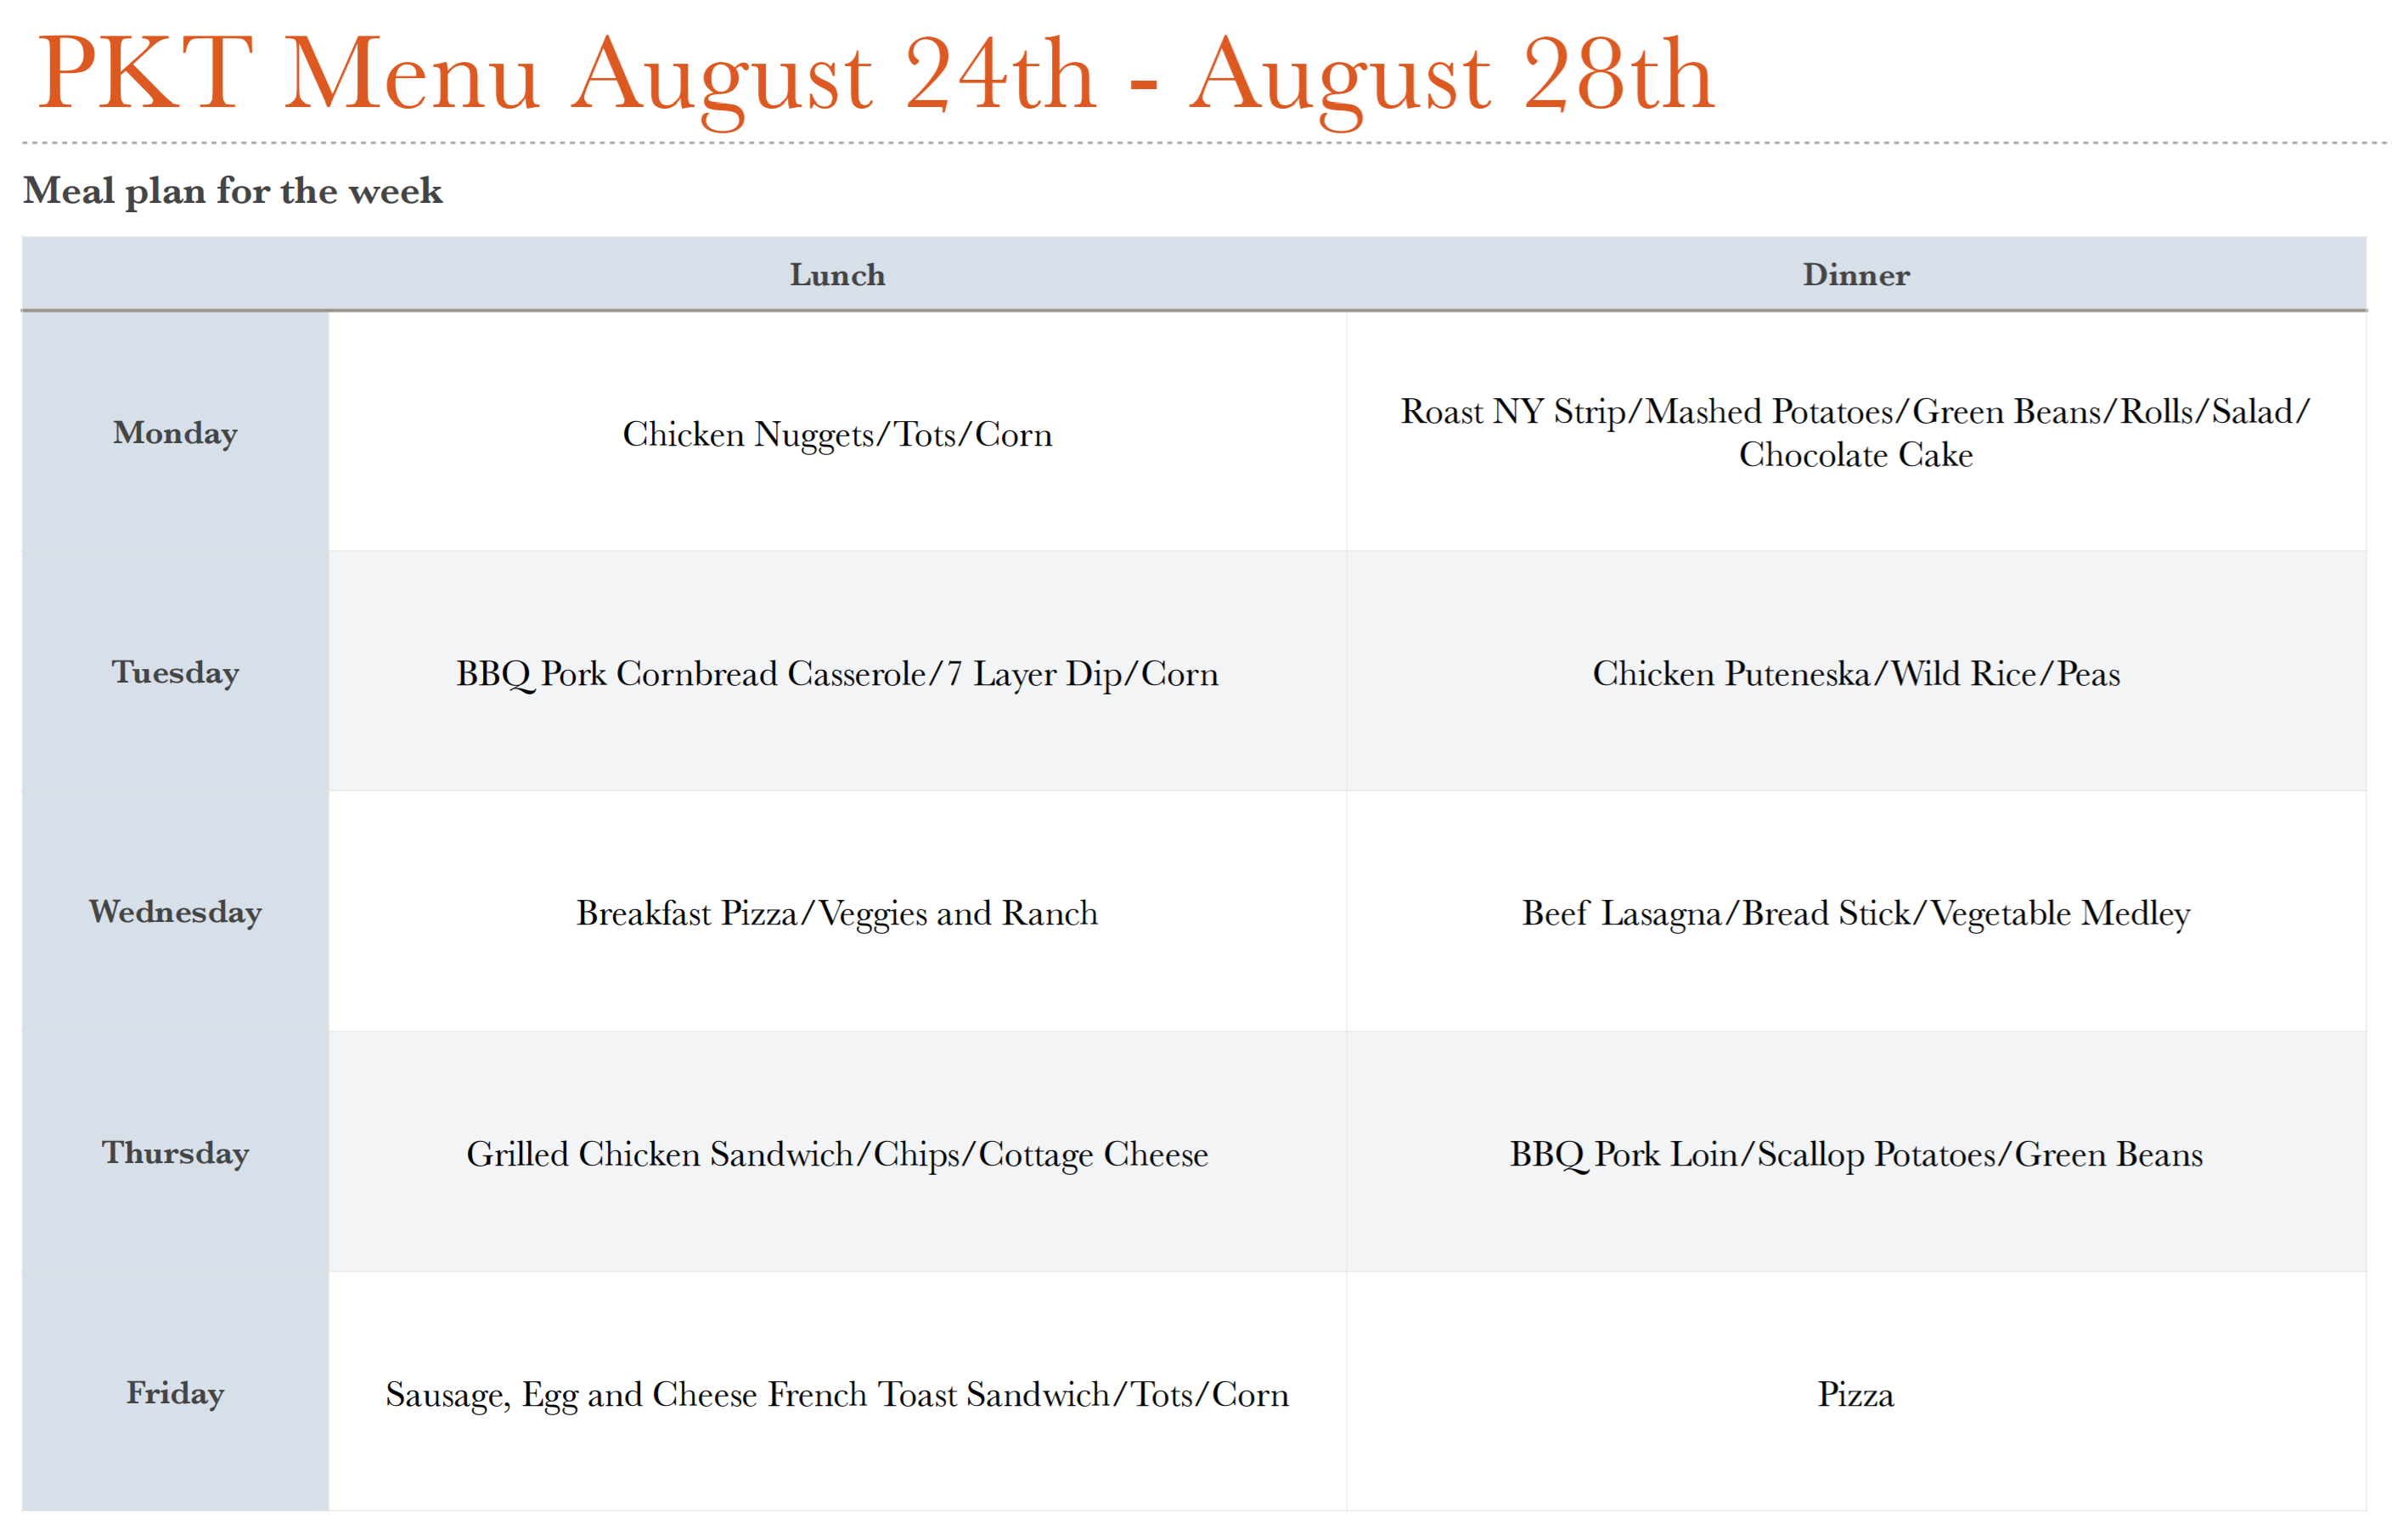 PKT Menu August 24th - August 28th
Meal plan for the week
Lunch Dinner
Monday Chicken Nuggets/Tots/Corn Roast NY Strip/Mashed Potatoes/Green Beans/Rolls/Salad/
Chocolate Cake
Tuesday BBQ Pork Cornbread Casserole/7 Layer Dip/Corn Chicken Puteneska/Wild Rice/Peas
Wednesday Breakfast Pizza/Veggies and Ranch Beef Lasagna/Bread Stick/Vegetable Medley
Thursday Grilled Chicken Sandwich/Chips/Cottage Cheese BBQ Pork Loin/Scallop Potatoes/Green Beans
Friday Sausage, Egg and Cheese French Toast Sandwich/Tots/Corn Pizza